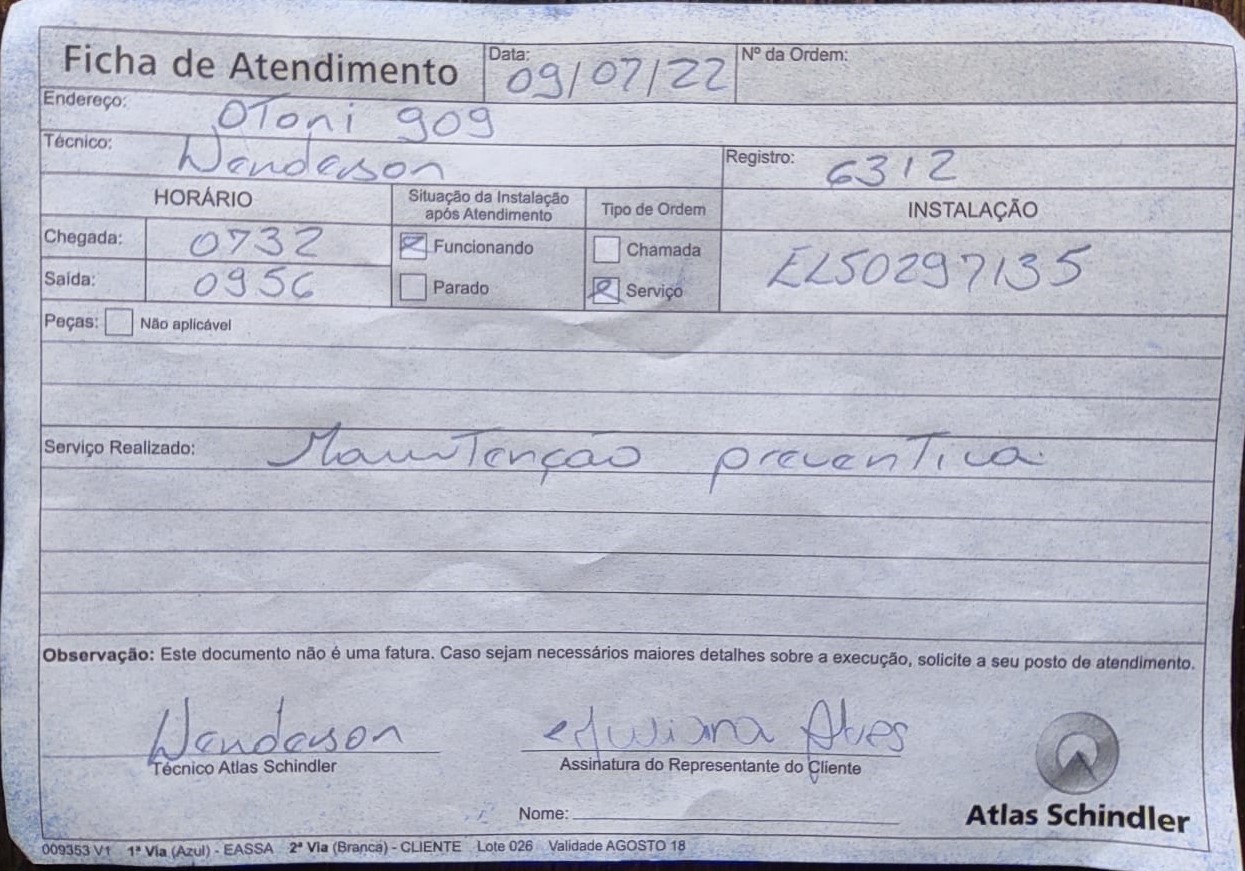 Ficha de Atendimento Data: 09/07/22 Nº da Ordem:
Endereço: OToni 909
Técnico: Wanderson Registro: 6312
HORÁRIO Situação da Instalação após Atendimento Tipo de Ordem INSTALAÇÃO
Chegada: 0732 Funcionando Chamada EL50297135
Saída: 0956 Parado Serviço
Peças: Não aplicável
Serviço Realizado: Manutenção preventiva
Observação: Este documento não é uma fatura. Caso sejam necessários maiores detalhes sobre a execução, solicite a seu posto de atendimento.
Wanderson Juliana Alves
Técnico Atlas Schindler Assinatura do Representante do Cliente
Nome:
Atlas Schindler
009353 V1 1ª Via (Azul) - EASSA 2ª Via (Branca) - CLIENTE Lote 026 Validade AGOSTO 18